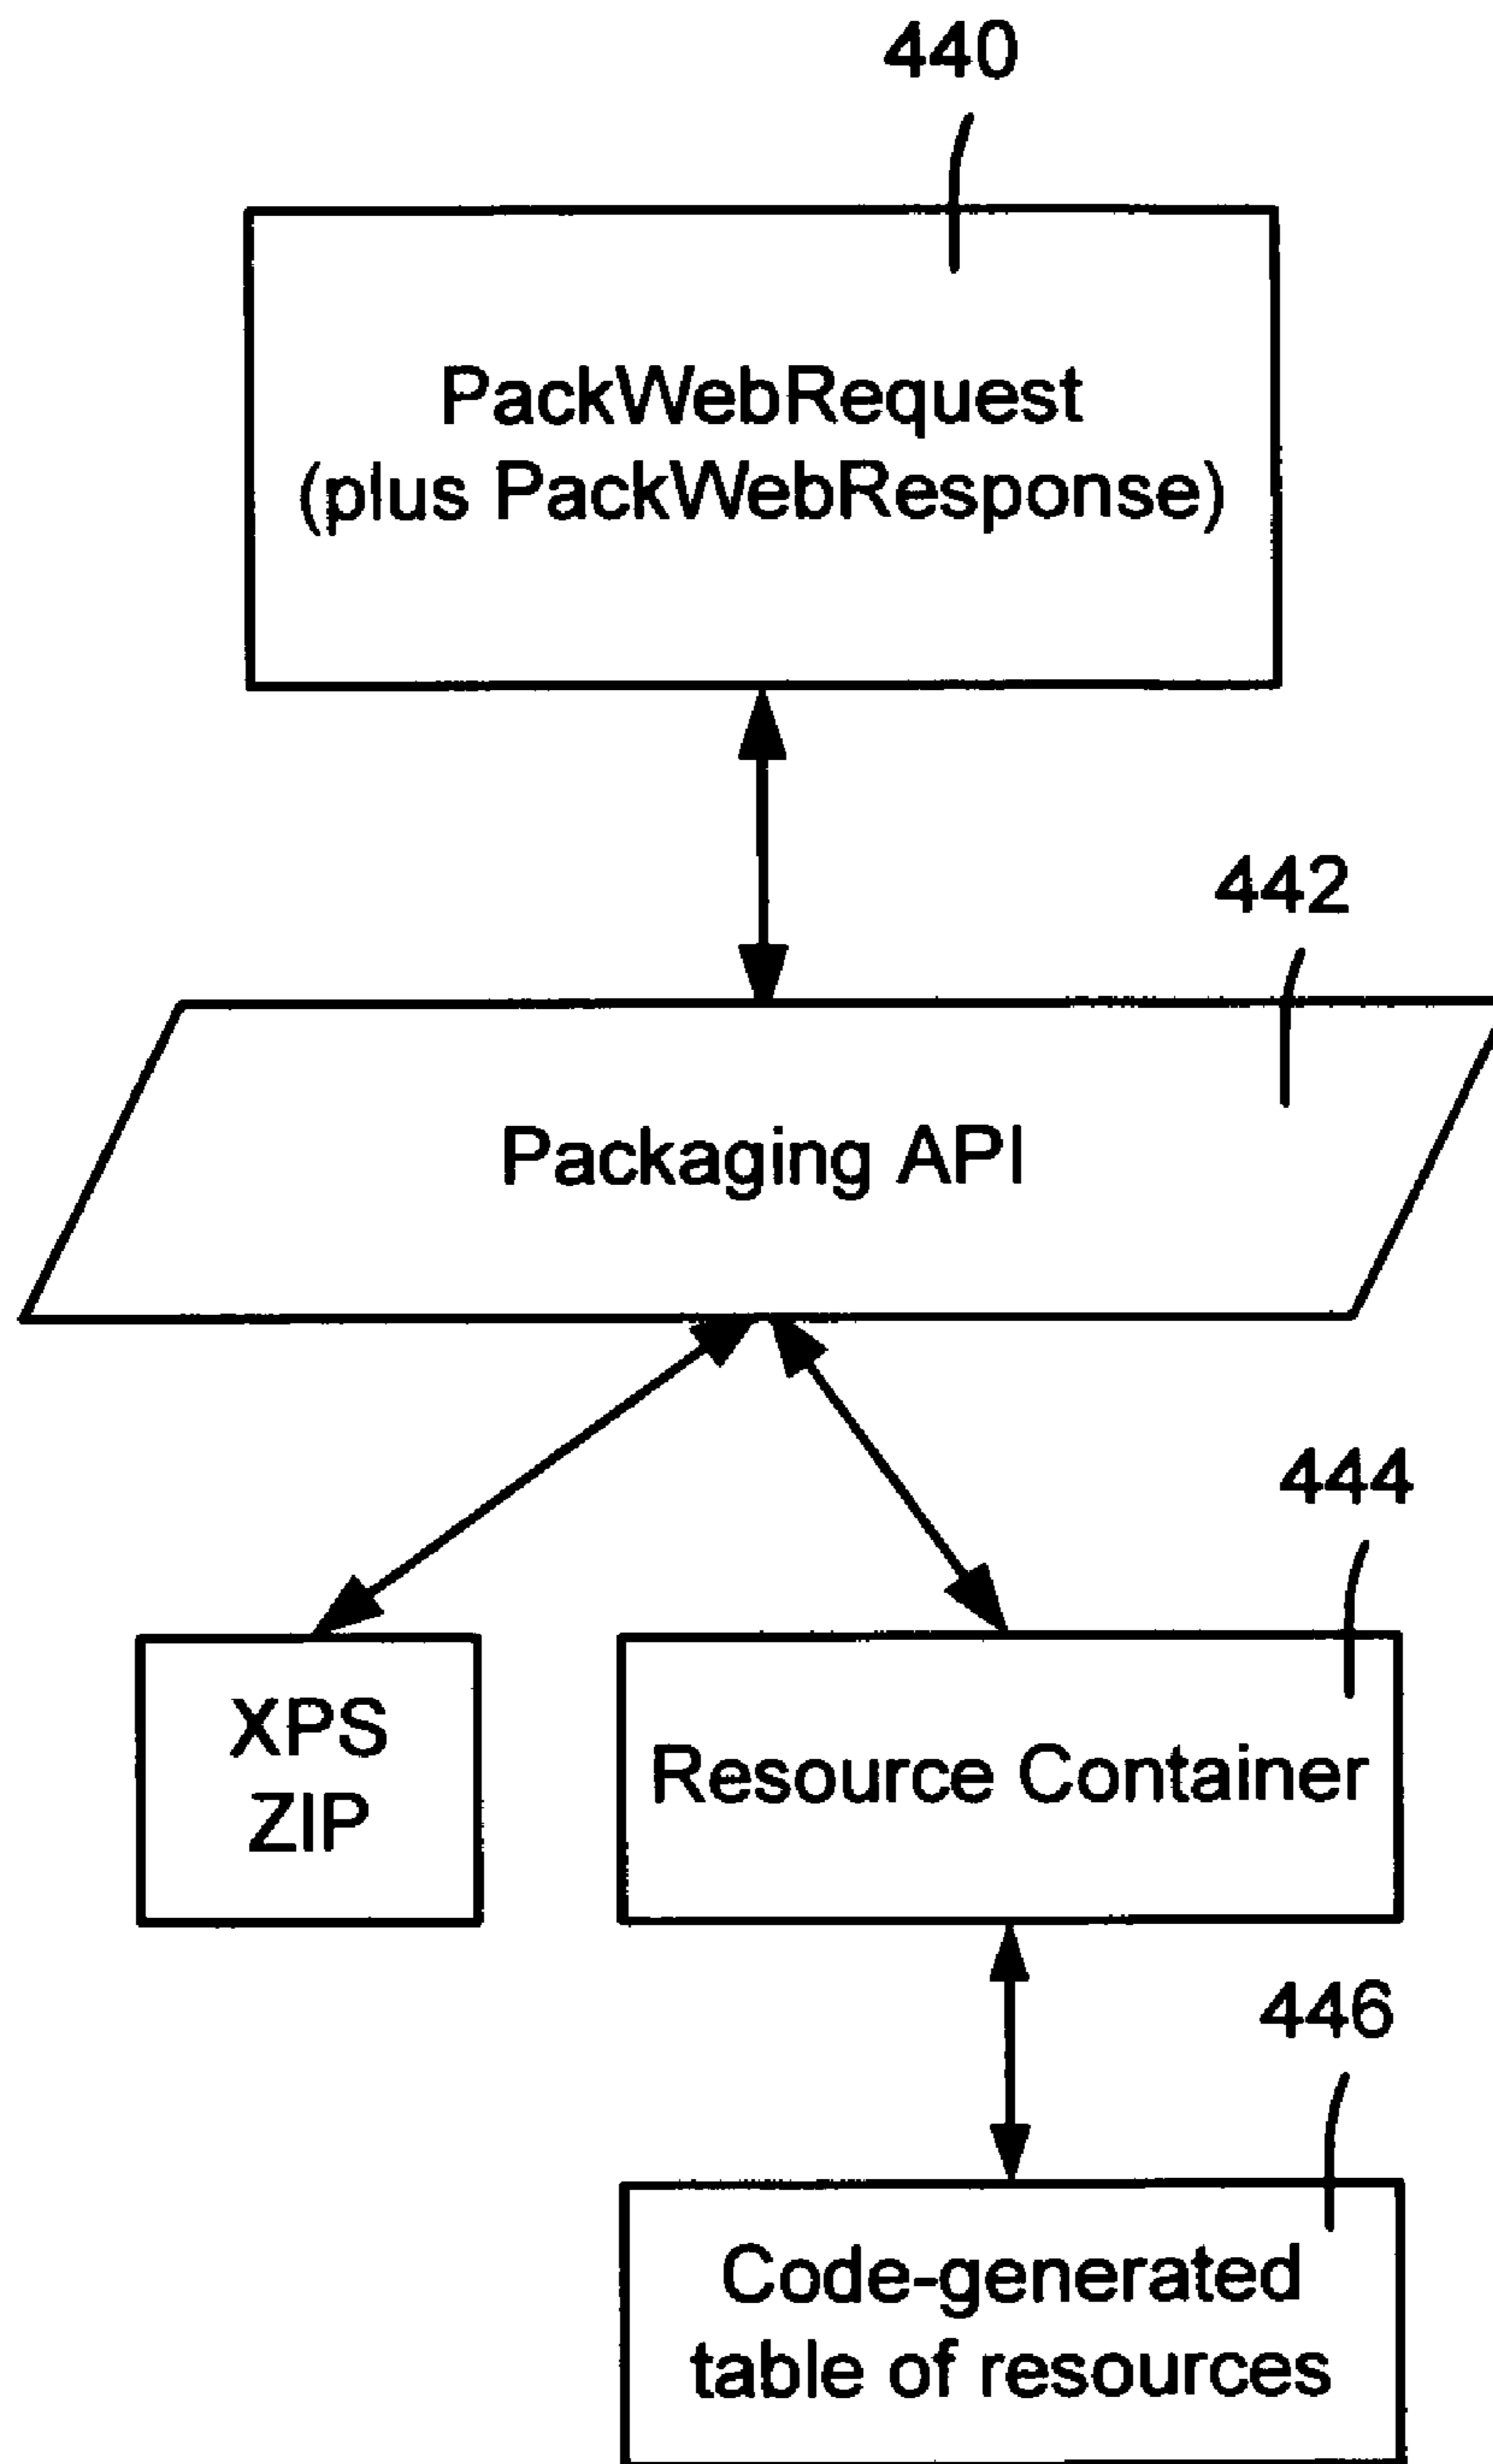 440
PackWebRequest
(plus PackWebResponse)
442
Packaging API
444
XPS
ZIP
Resource Container
446
Code-generated
table of resources